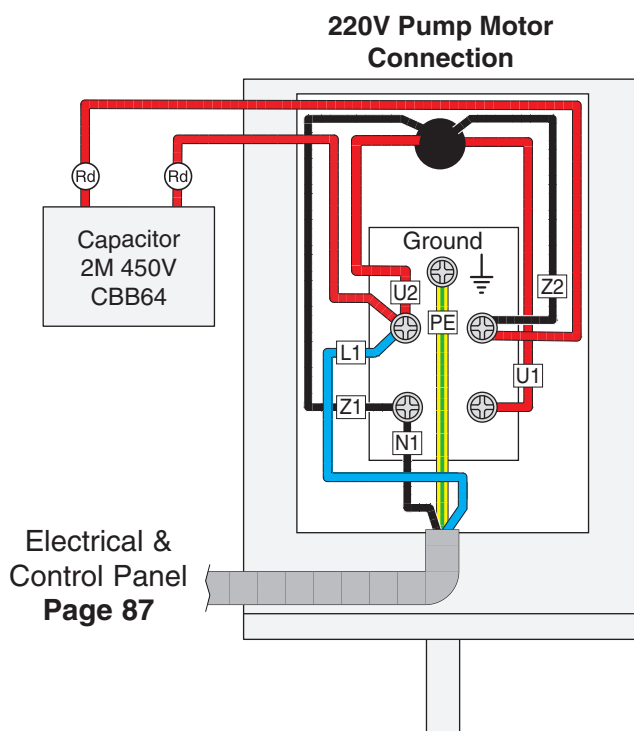 220V Pump Motor
Connection
Rd
Rd
Capacitor
2M 450V
CBB64
Ground
U2
PE
Z2
L1
U1
Z1
N1
Electrical &
Control Panel
Page 87